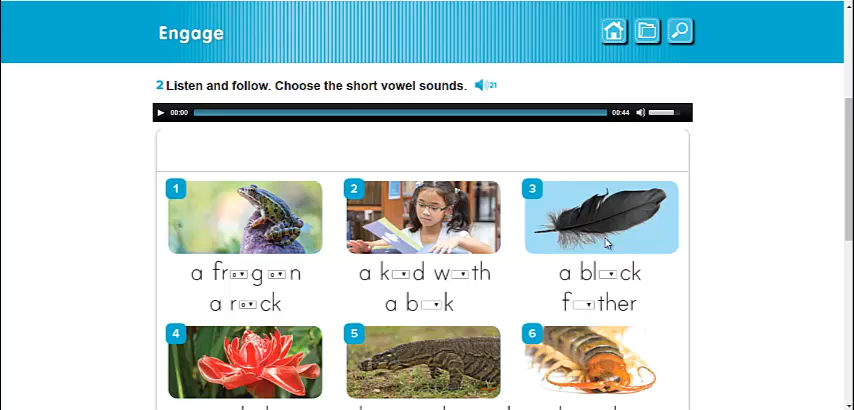 Engage
2 Listen and follow. Choose the short vowel sounds. 21
00:00 00:44
1
2
3
a fr o g o n
a r o ck
a k d w th
a b k
a bl ck
f ther
4
5
6